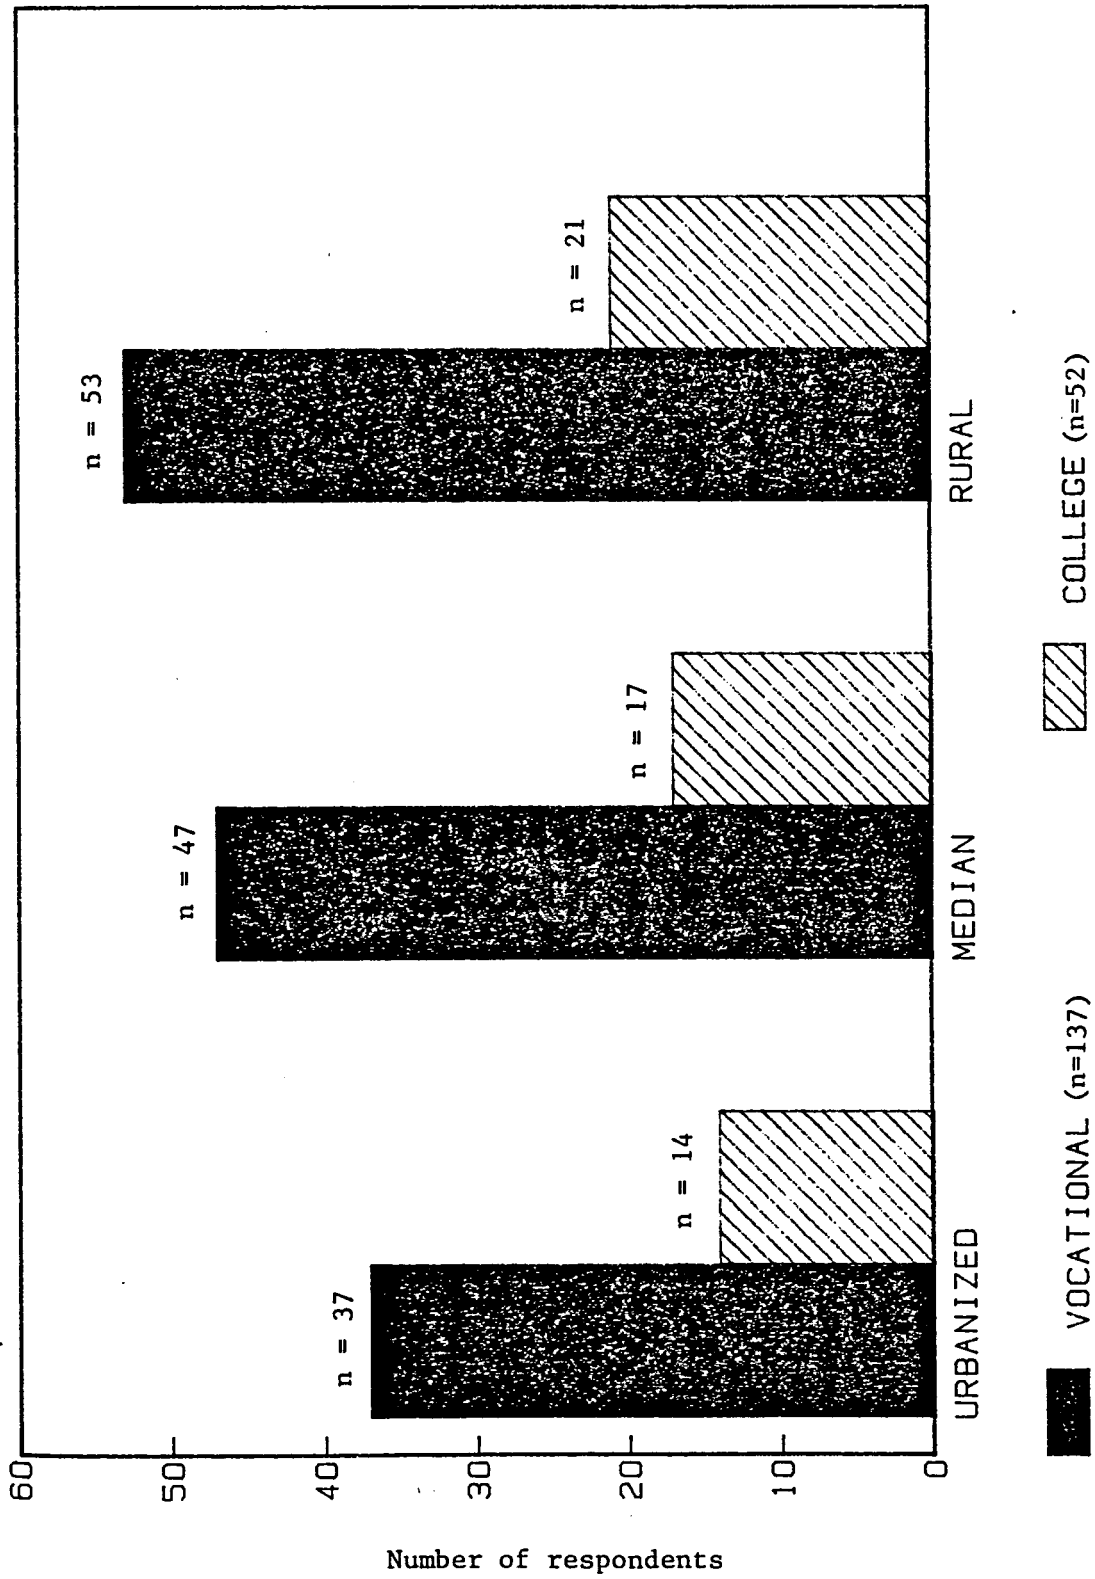 60
50
40
30
20
10
0
Number of respondents
n = 37
n = 14
n = 47
n = 17
n = 53
n = 21
URBANIZED
MEDIAN
RURAL
VOCATIONAL (n=137)
COLLEGE (n=52)